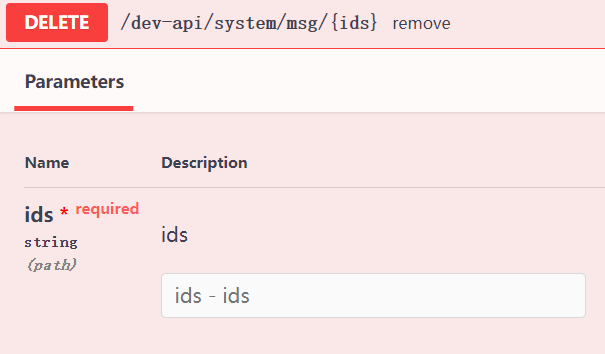 DELETE /dev-api/system/msg/{ids} remove
Parameters
Name Description
ids * required
string
(path)
ids
ids - ids